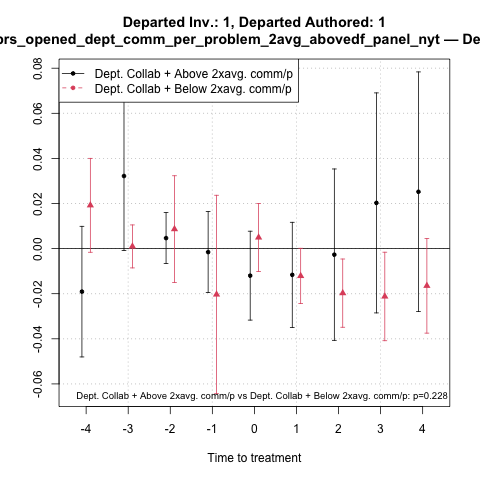 Departed Inv.: 1, Departed Authored: 1
prs_opened_dept_comm_per_problem_2avg_abovedf_panel_nyt — De
Dept. Collab + Above 2xavg. comm/p
Dept. Collab + Below 2xavg. comm/p
0.08
0.06
0.04
0.02
0.00
-0.02
-0.04
-0.06
Dept. Collab + Above 2xavg. comm/p vs Dept. Collab + Below 2xavg. comm/p: p=0.228
-4 -3 -2 -1 0 1 2 3 4
Time to treatment